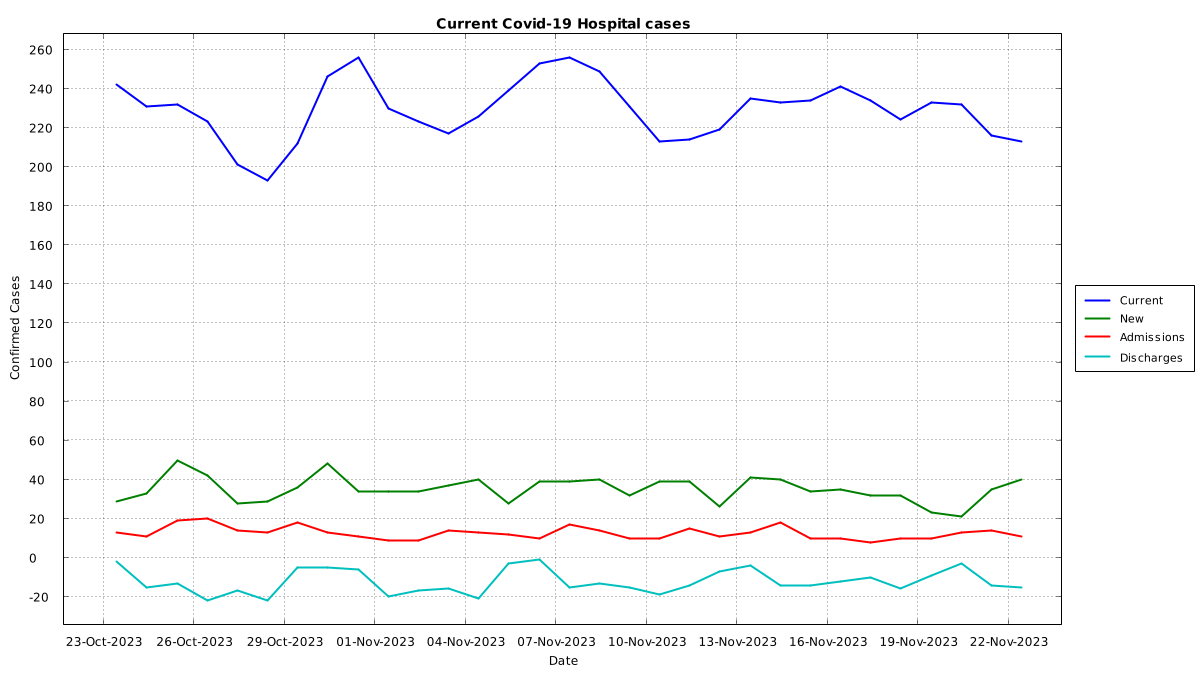 Current Covid-19 Hospital cases
260
240
220
200
180
160
140
120
100
80
60
40
20
0
-20
Confirmed Cases
23-Oct-2023 26-Oct-2023 29-Oct-2023 01-Nov-2023 04-Nov-2023 07-Nov-2023 10-Nov-2023 13-Nov-2023 16-Nov-2023 19-Nov-2023 22-Nov-2023
Date
Current
New
Admissions
Discharges